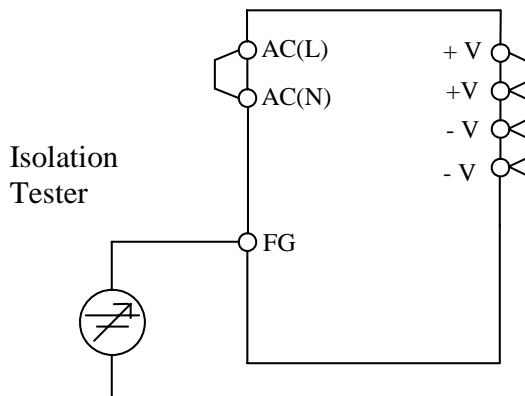 AC(L)
AC(N)
+ V
+V
- V
- V
Isolation
Tester
FG